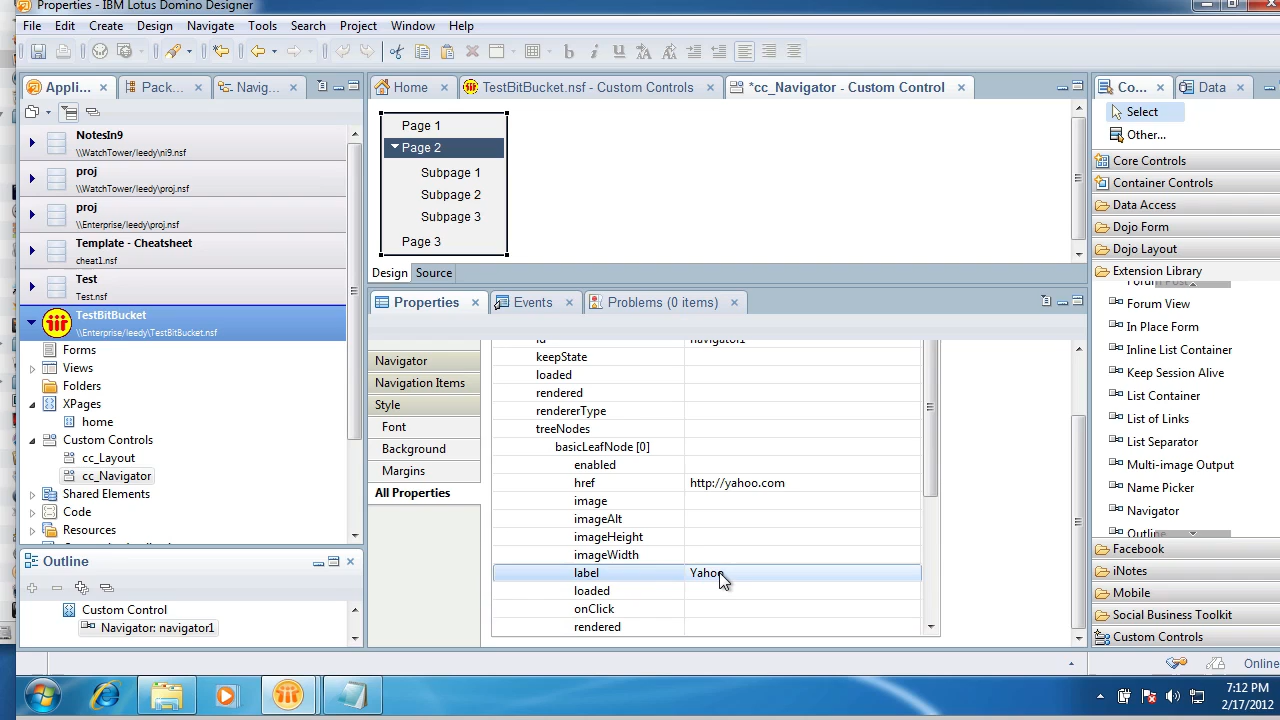 Properties - IBM Lotus Domino Designer
File Edit Create Design Navigate Tools Search Project Window Help
Appli...
Pack...
Navig...
NotesIn9
\\WatchTower/leedy/ni9.nsf
proj
\\WatchTower/leedy/proj.nsf
proj
\\Enterprise/leedy/proj.nsf
Template - Cheatsheet
cheat1.nsf
Test
Test.nsf
TestBitBucket
\\Enterprise/leedy/TestBitBucket.nsf
Forms
Views
Folders
XPages
home
Custom Controls
cc_Layout
cc_Navigator
Shared Elements
Code
Resources
Outline
Custom Control
Navigator: navigator1
Home
TestBitBucket.nsf - Custom Controls
*cc_Navigator - Custom Control
Page 1
Page 2
Subpage 1
Subpage 2
Subpage 3
Page 3
Design Source
Properties
Events
Problems (0 items)
Navigator
Navigation Items
Style
Font
Background
Margins
All Properties
id navigator1
keepState
loaded
rendered
rendererType
treeNodes
basicLeafNode [0]
enabled
href http://yahoo.com
image
imageAlt
imageHeight
imageWidth
label Yahoo
loaded
onClick
rendered
Co...
Data
Select
Other...
Core Controls
Container Controls
Data Access
Dojo Form
Dojo Layout
Extension Library
Forum Post
Forum View
In Place Form
Inline List Container
Keep Session Alive
List Container
List of Links
List Separator
Multi-image Output
Name Picker
Navigator
Outline
Facebook
iNotes
Mobile
Social Business Toolkit
Custom Controls
Online
7:12 PM
2/17/2012